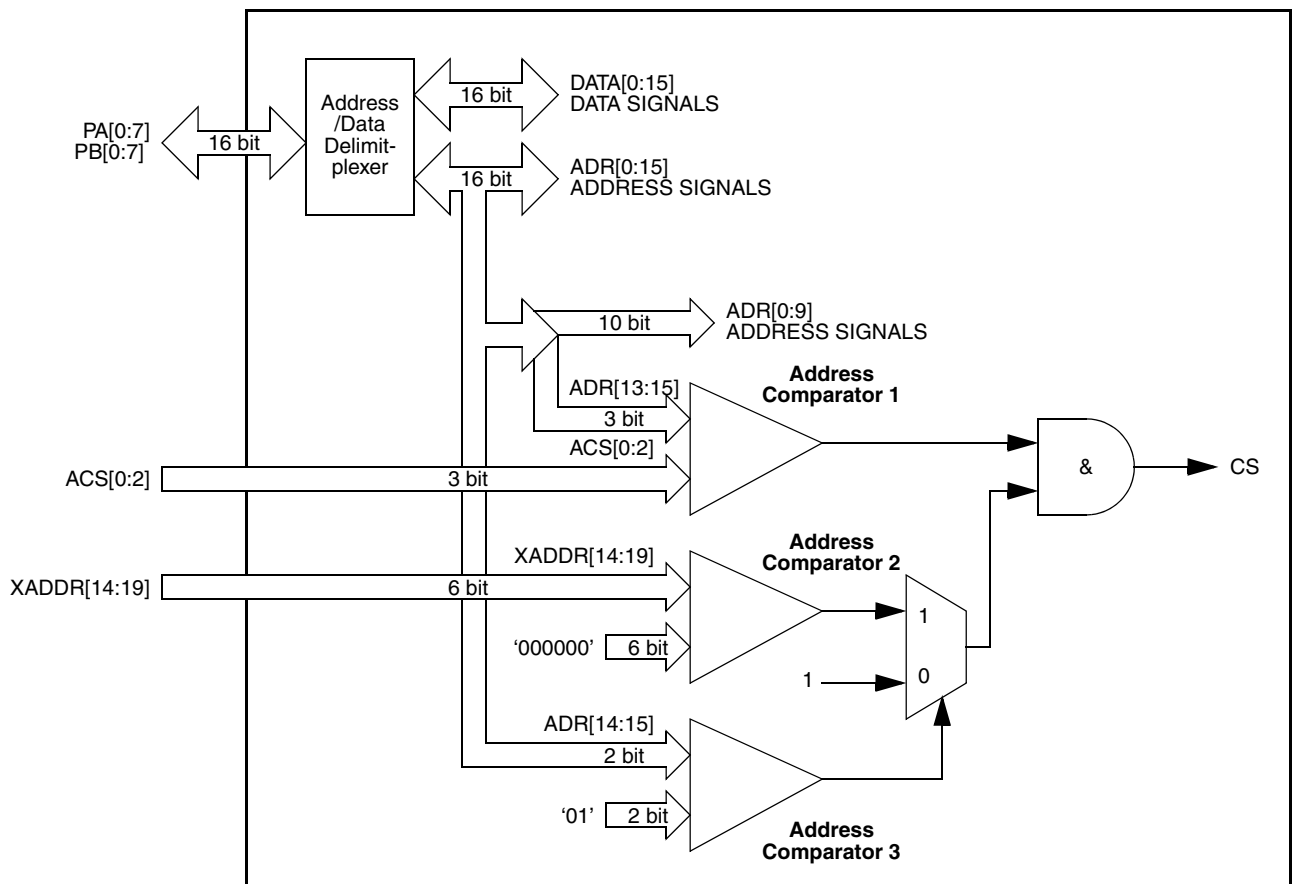 Address
/Data
Delimit-
plexer
PA[0:7]
PB[0:7]
16 bit
16 bit
DATA[0:15]
DATA SIGNALS
16 bit
ADR[0:15]
ADDRESS SIGNALS
10 bit
ADR[0:9]
ADDRESS SIGNALS
ADR[13:15]
3 bit
Address
Comparator 1
ACS[0:2]
ACS[0:2]
3 bit
&
CS
XADDR[14:19]
XADDR[14:19]
6 bit
Address
Comparator 2
‘000000’
6 bit
1
1
0
ADR[14:15]
2 bit
‘01’
2 bit
Address
Comparator 3